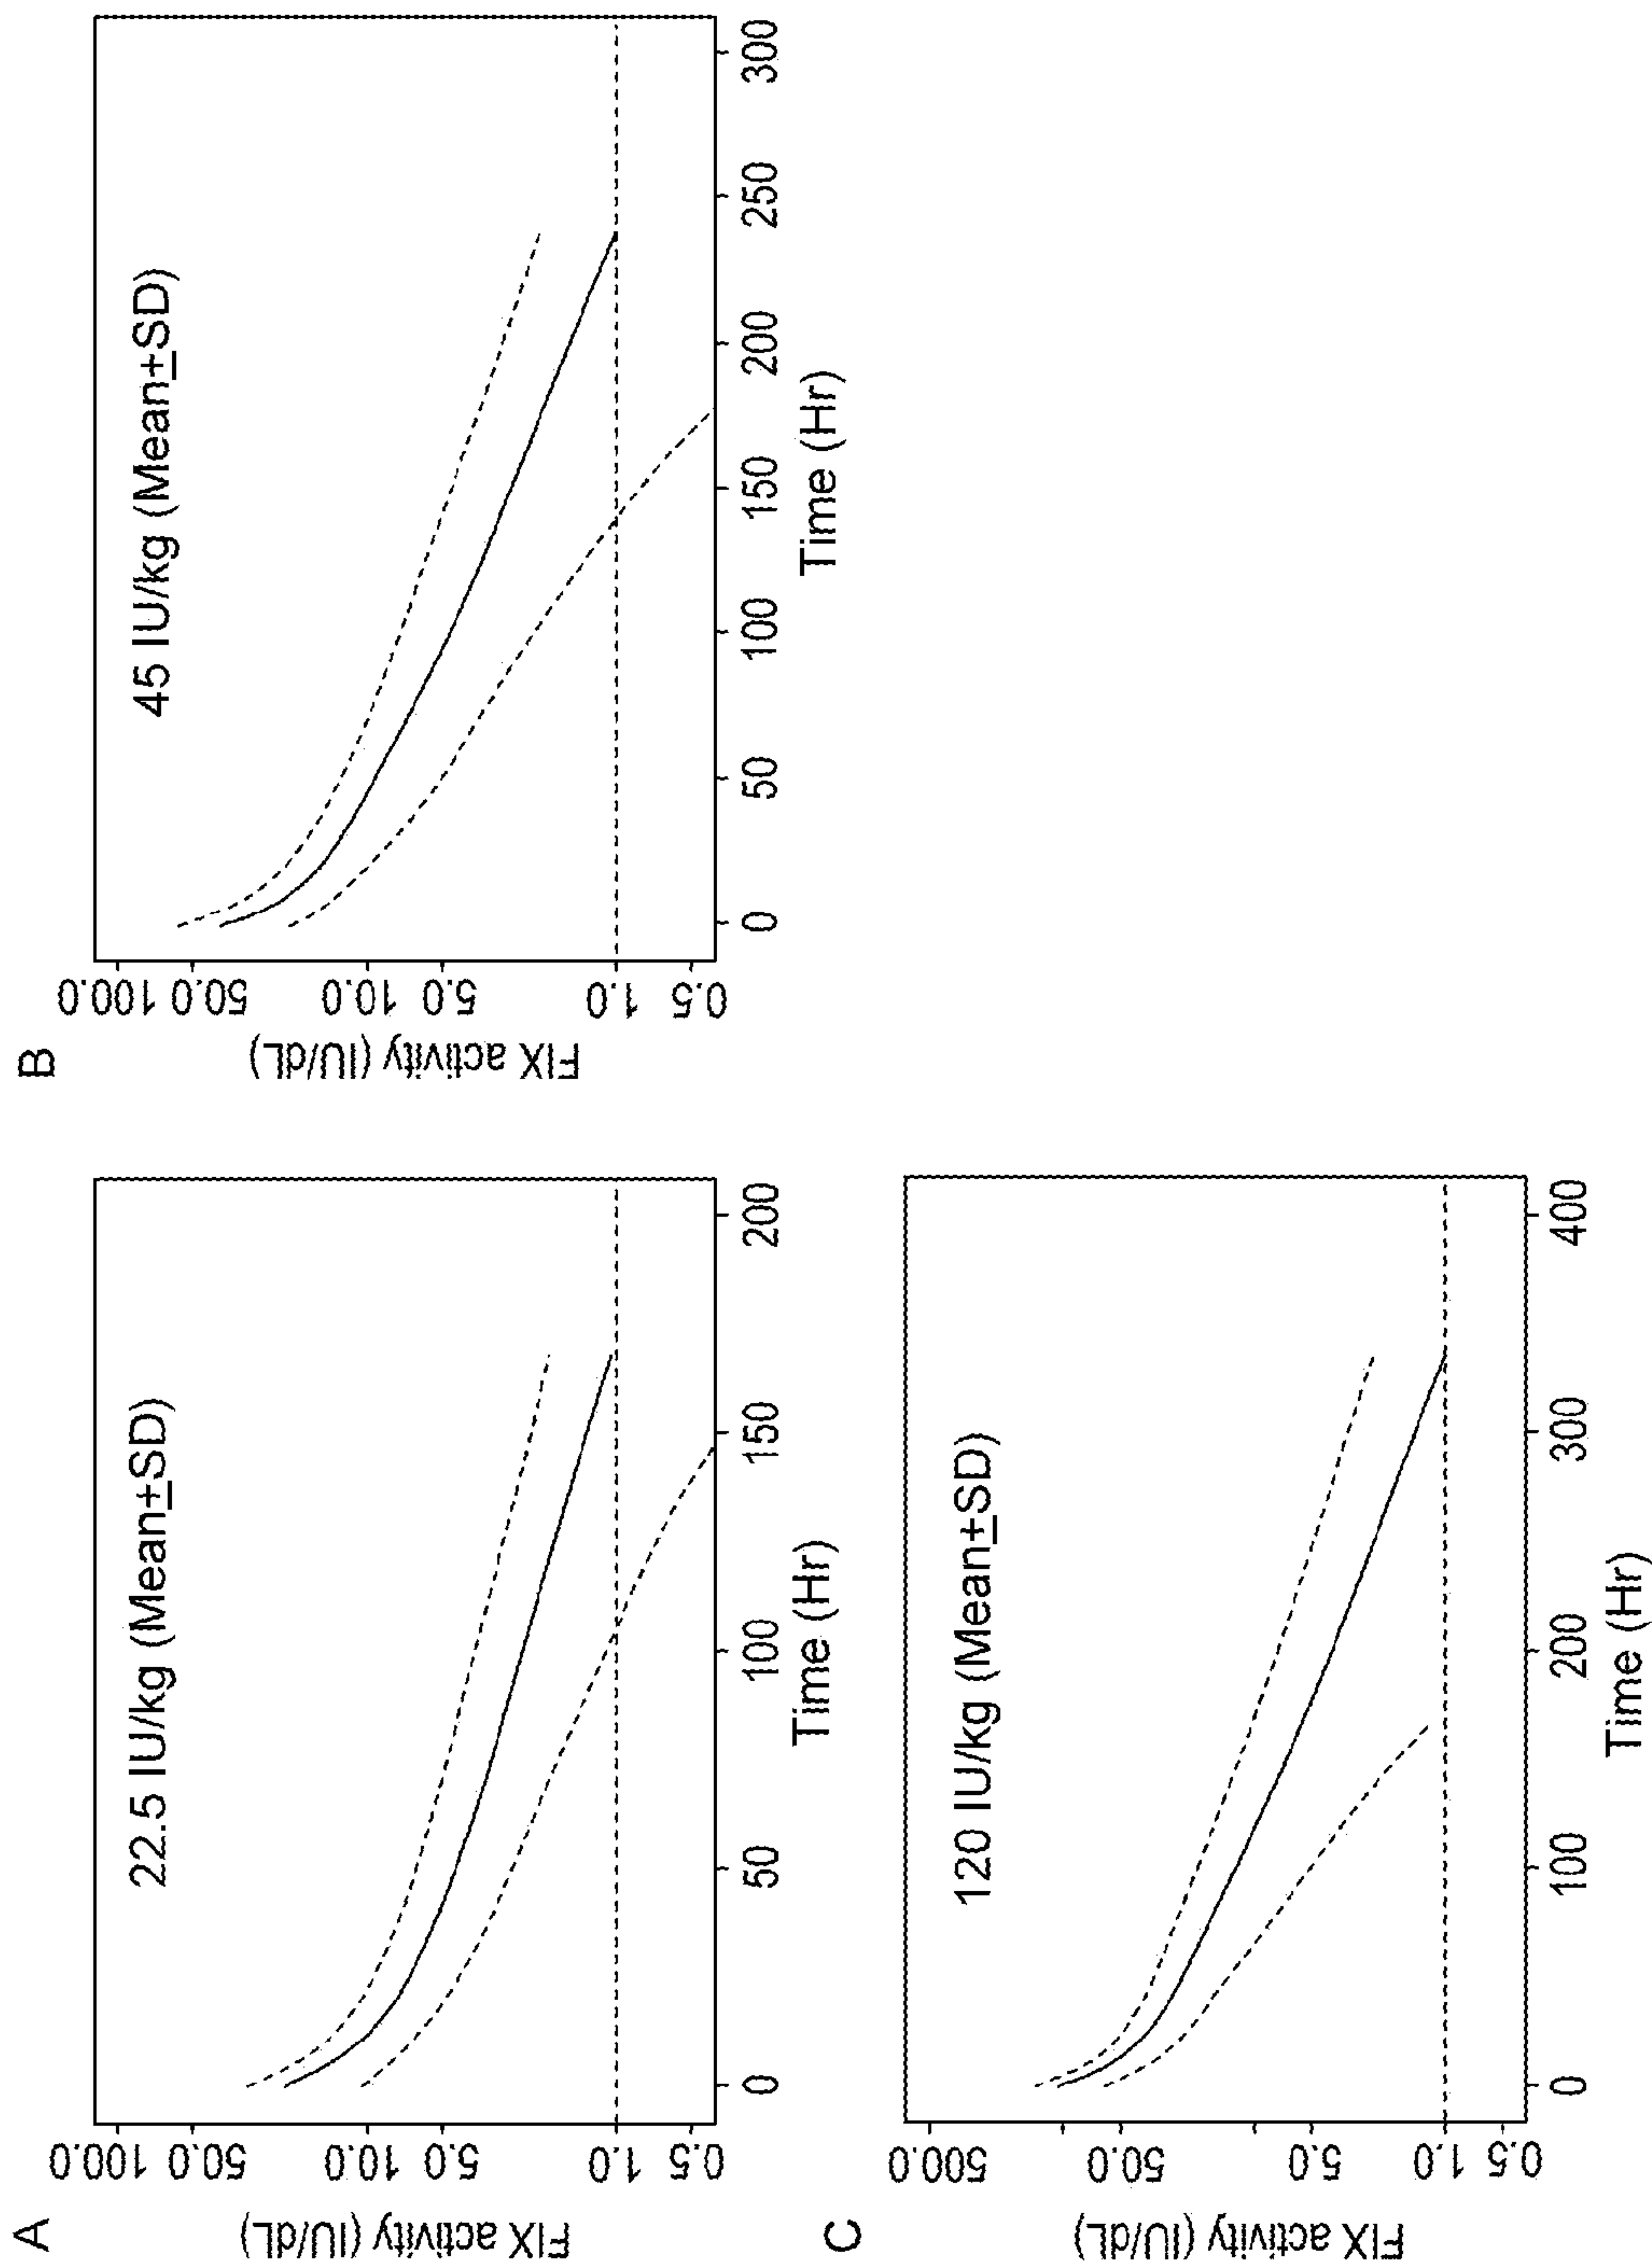 A
22.5 IU/kg (Mean±SD)
FIX activity (IU/dL)
100.0
50.0
10.0
5.0
1.0
0.5
0 50 100 150 200
Time (Hr)
B
45 IU/kg (Mean±SD)
FIX activity (IU/dL)
100.0
50.0
10.0
5.0
1.0
0.5
0 50 100 150 200 250 300
Time (Hr)
C
120 IU/kg (Mean±SD)
FIX activity (IU/dL)
500.0
50.0
5.0
1.0
0.5
0 100 200 300 400
Time (Hr)